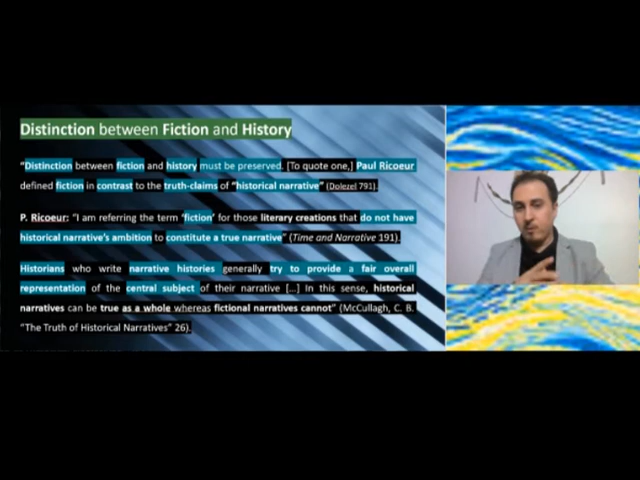 Distinction between Fiction and History
"Distinction between fiction and history must be preserved. [To quote one,] Paul Ricoeur
defined fiction in contrast to the truth-claims of "historical narrative" (Dolezel 791).
P. Ricoeur: "I am referring the term 'fiction' for those literary creations that do not have
historical narrative's ambition to constitute a true narrative" (Time and Narrative 191).
Historians who write narrative histories generally try to provide a fair overall
representation of the central subject of their narrative [...] In this sense, historical
narratives can be true as a whole whereas fictional narratives cannot" (McCullagh, C. B.
"The Truth of Historical Narratives" 26).